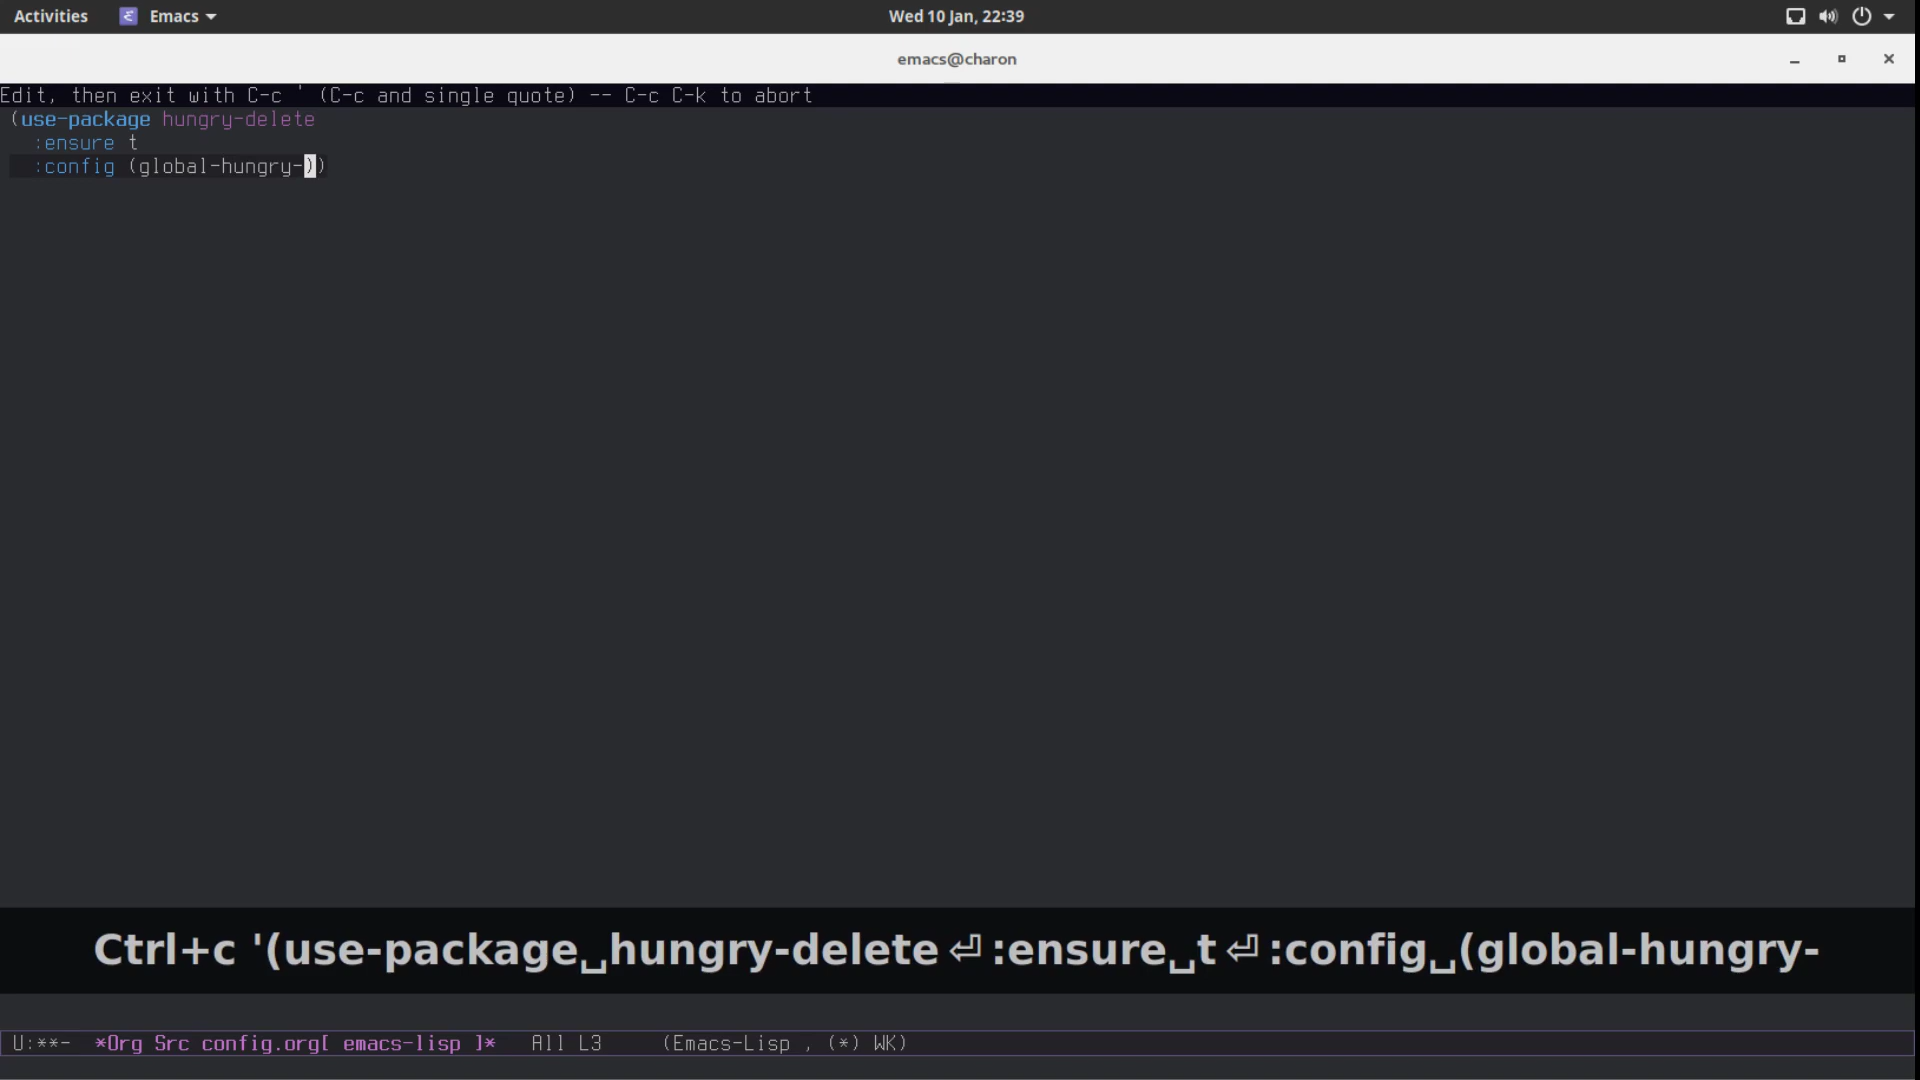 Activities Emacs Wed 10 Jan, 22:39
emacs@charon
Edit, then exit with C-c ' (C-c and single quote) -- C-c C-k to abort
(use-package hungry-delete
:ensure t
:config (global-hungry-))
Ctrl+c '(use-package␣hungry-delete⏎:ensure␣t⏎:config␣(global-hungry-
U:**- *Org Src config.org[ emacs-lisp ]* All L3 (Emacs-Lisp , (*) WK)